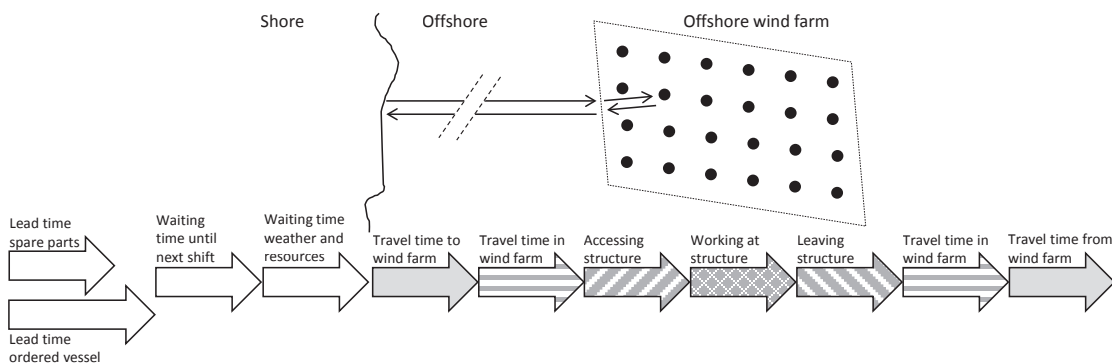 Shore
Offshore
Offshore wind farm
Lead time
spare parts
Waiting
time until
next shift
Waiting time
weather and
resources
Travel time to
wind farm
Travel time in
wind farm
Accessing
structure
Working at
structure
Leaving
structure
Travel time in
wind farm
Travel time from
wind farm
Lead time
ordered vessel